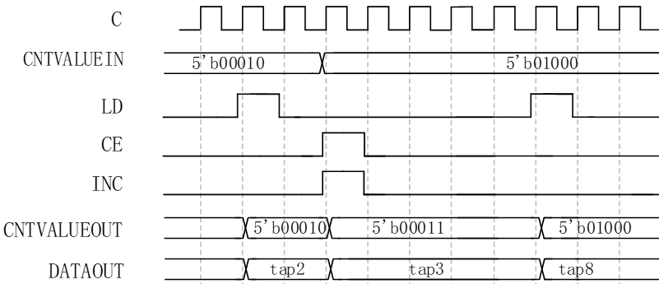 C
CNTVALUEIN 5'b00010 5'b01000
LD
CE
INC
CNTVALUEOUT 5'b00010 5'b00011 5'b01000
DATAOUT tap2 tap3 tap8